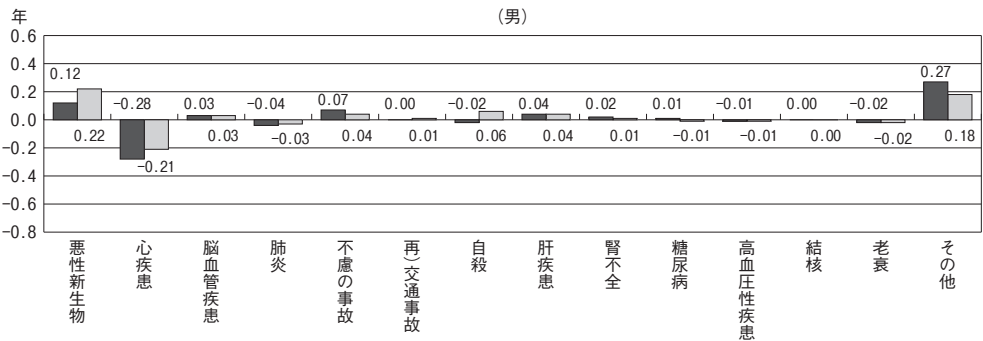 年
(男)
0.6
0.4
0.2
0.0
−0.2
−0.4
−0.6
−0.8
0.12
−0.28
0.03
−0.04
0.07
0.00
−0.02
0.04
0.02
0.01
−0.01
0.00
−0.02
0.27
0.22
−0.21
0.03
−0.03
0.04
0.01
0.06
0.04
0.01
−0.01
−0.01
0.00
−0.02
0.18
悪性新生物
心疾患
脳血管疾患
肺炎
不慮の事故
再)交通事故
自殺
肝疾患
腎不全
糖尿病
高血圧性疾患
結核
老衰
その他